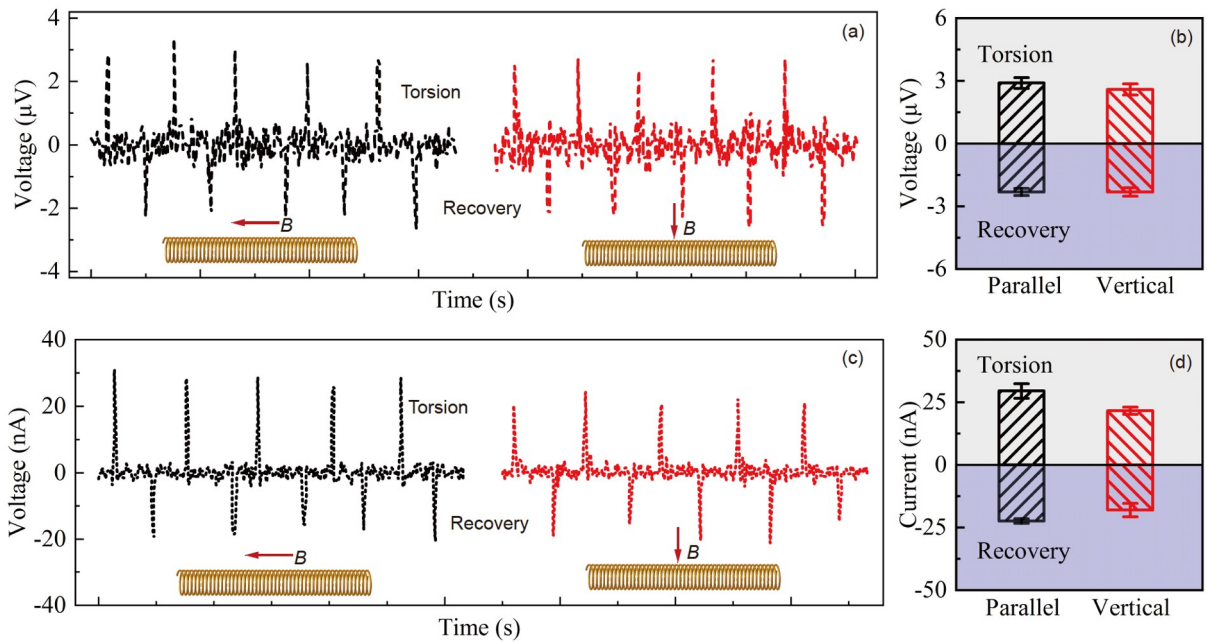 (a)
Voltage (µV)
4
2
0
-2
-4
Torsion
Recovery
B
B
Time (s)
(b)
Voltage (µV)
6
3
0
-3
-6
Torsion
Recovery
Parallel
Vertical
(c)
Voltage (nA)
40
20
0
-20
-40
Torsion
Recovery
B
B
Time (s)
(d)
Current (nA)
50
25
0
-25
-50
Torsion
Recovery
Parallel
Vertical